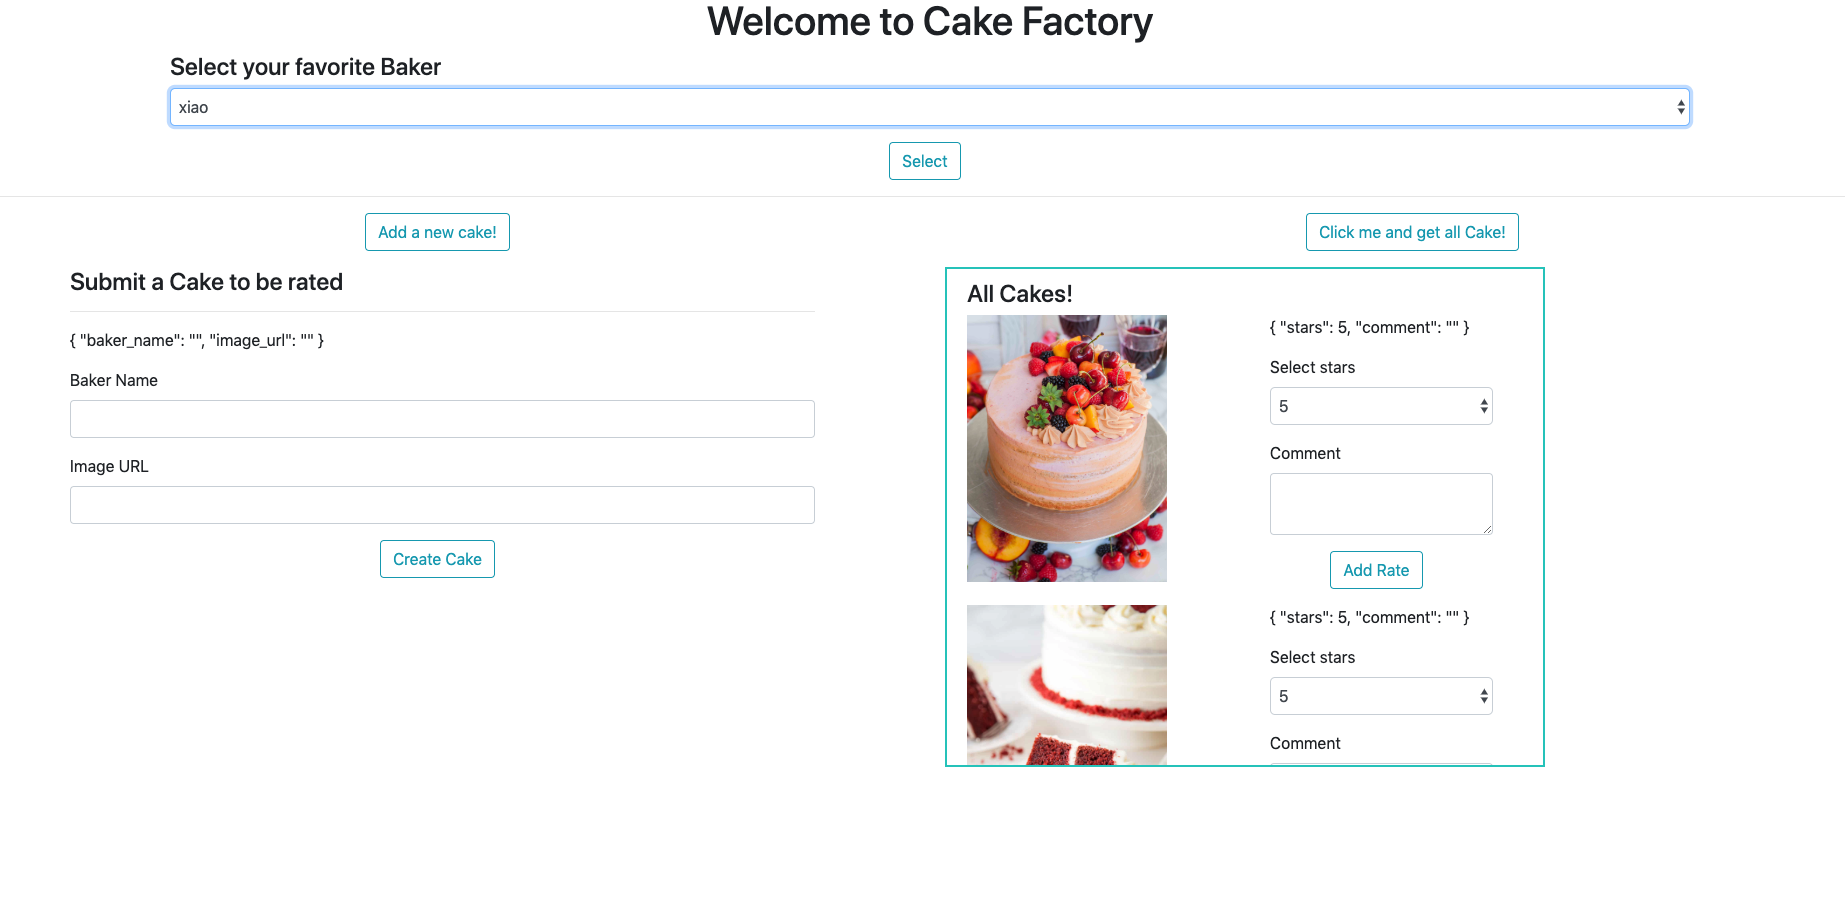 Welcome to Cake Factory
Select your favorite Baker
xiao
Select
Add a new cake!
Click me and get all Cake!
Submit a Cake to be rated
{ "baker_name": "", "image_url": "" }
Baker Name
Image URL
Create Cake
All Cakes!
{ "stars": 5, "comment": "" }
Select stars
5
Comment
Add Rate
{ "stars": 5, "comment": "" }
Select stars
5
Comment